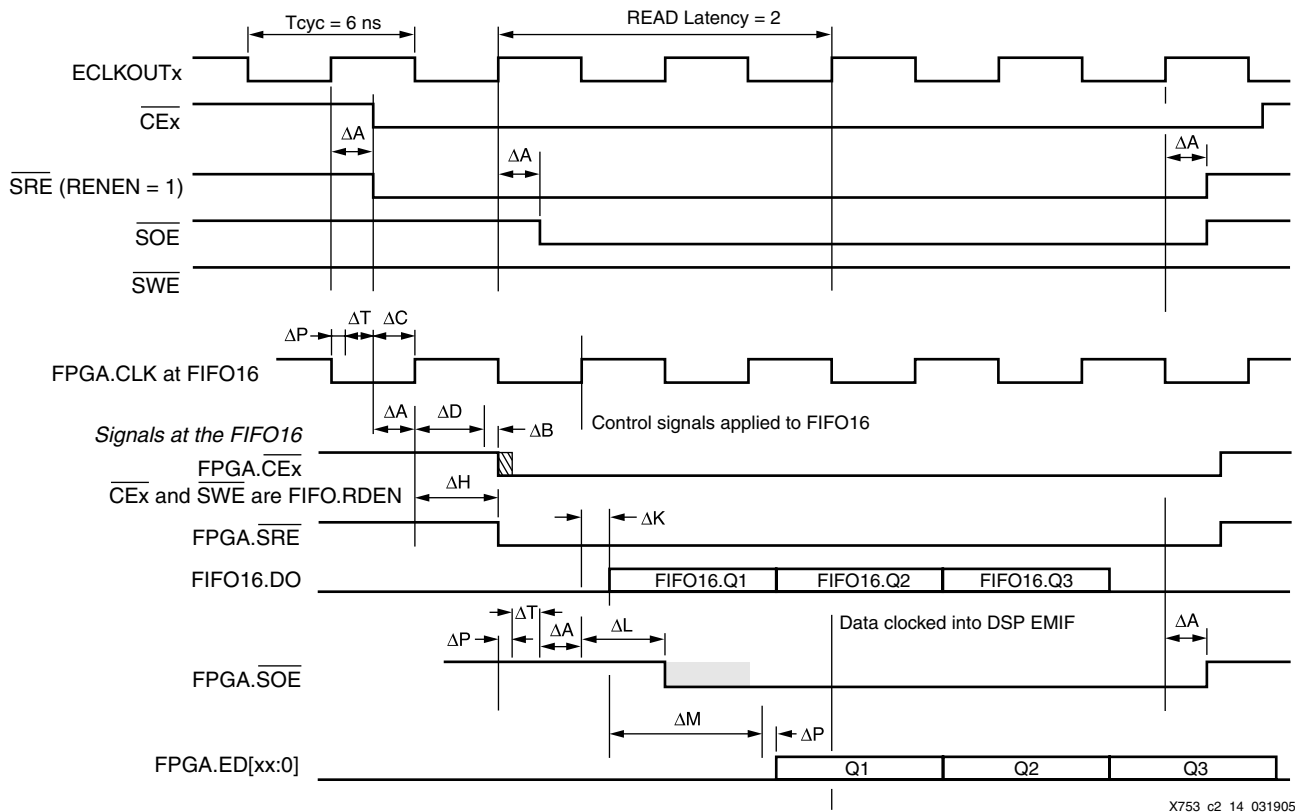 Tcyc = 6 ns
READ Latency = 2
ECLKOUTx
CEx
ΔA
ΔA
ΔA
SRE (RENEN = 1)
SOE
SWE
ΔP
ΔT
ΔC
FPGA.CLK at FIFO16
ΔA
ΔD
ΔB
Control signals applied to FIFO16
Signals at the FIFO16
FPGA.CEx
CEx and SWE are FIFO.RDEN
ΔH
ΔK
FPGA.SRE
FIFO16.DO
FIFO16.Q1
FIFO16.Q2
FIFO16.Q3
ΔP
ΔT
ΔA
ΔL
Data clocked into DSP EMIF
ΔA
FPGA.SOE
ΔM
ΔP
FPGA.ED[xx:0]
Q1
Q2
Q3
X753_c2_14_031905